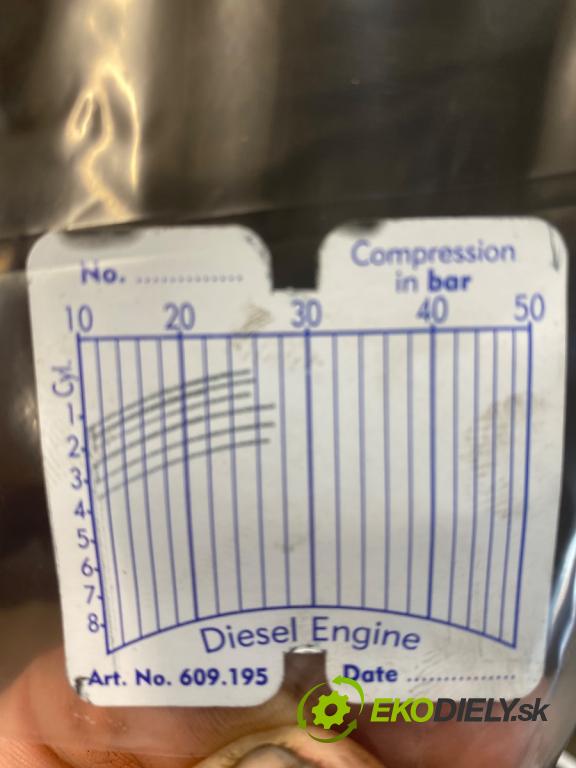 No. ..............
Compression
in bar
10 20 30 40 50
Cyl.
1
2
3
4
5
6
7
8
Diesel Engine
Art. No. 609.195
Date ...............
EKODIELY.sk